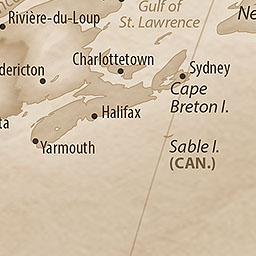 Gulf of
St. Lawrence
Rivière-du-Loup
Ne
Charlottetown
dericton
Sydney
Cape
Breton I.
Halifax
ta
Yarmouth
Sable I.
(CAN.)